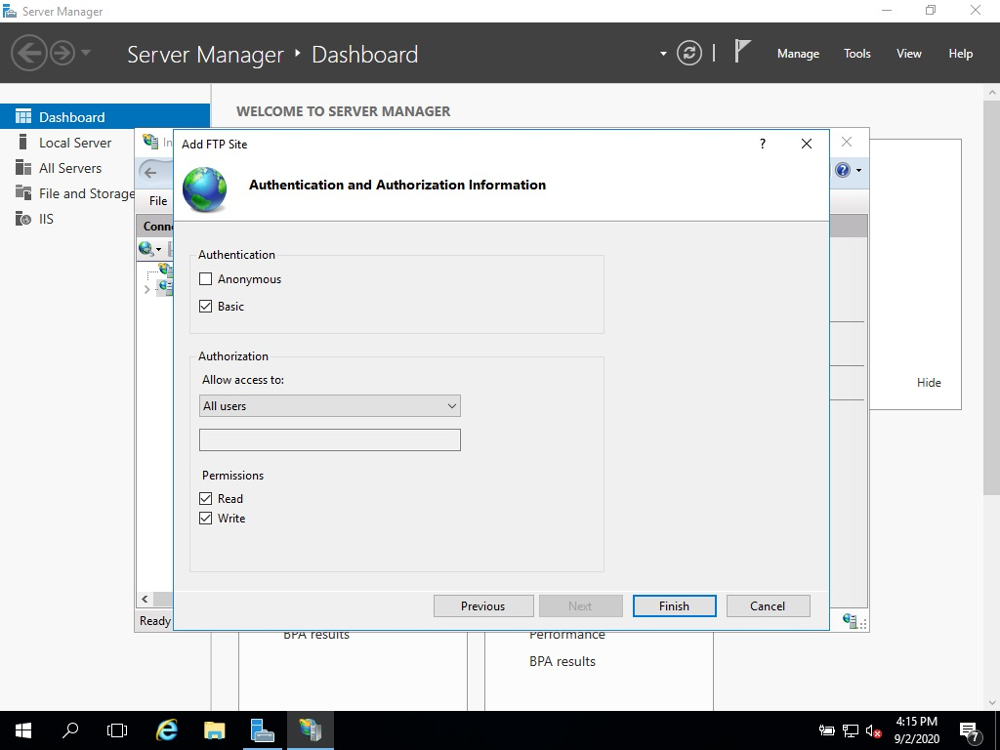 Server Manager
Server Manager ‣ Dashboard
Manage Tools View Help
WELCOME TO SERVER MANAGER
Dashboard
Local Server
All Servers
File and Storage
IIS
In
Add FTP Site
?
Authentication and Authorization Information
File
Conn
Authentication
Anonymous
Basic
Authorization
Allow access to:
All users
Permissions
Read
Write
Hide
Previous Next Finish Cancel
Ready
BPA results
Performance
BPA results
4:15 PM
9/2/2020
7